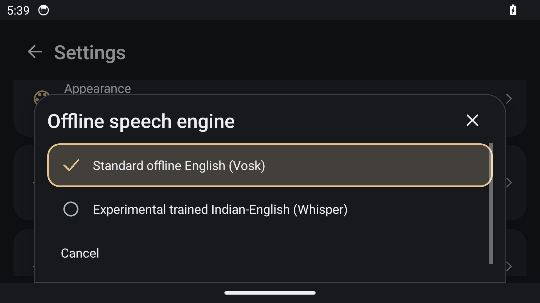 5:39
Settings
Appearance
Offline speech engine
Standard offline English (Vosk)
Experimental trained Indian-English (Whisper)
Cancel